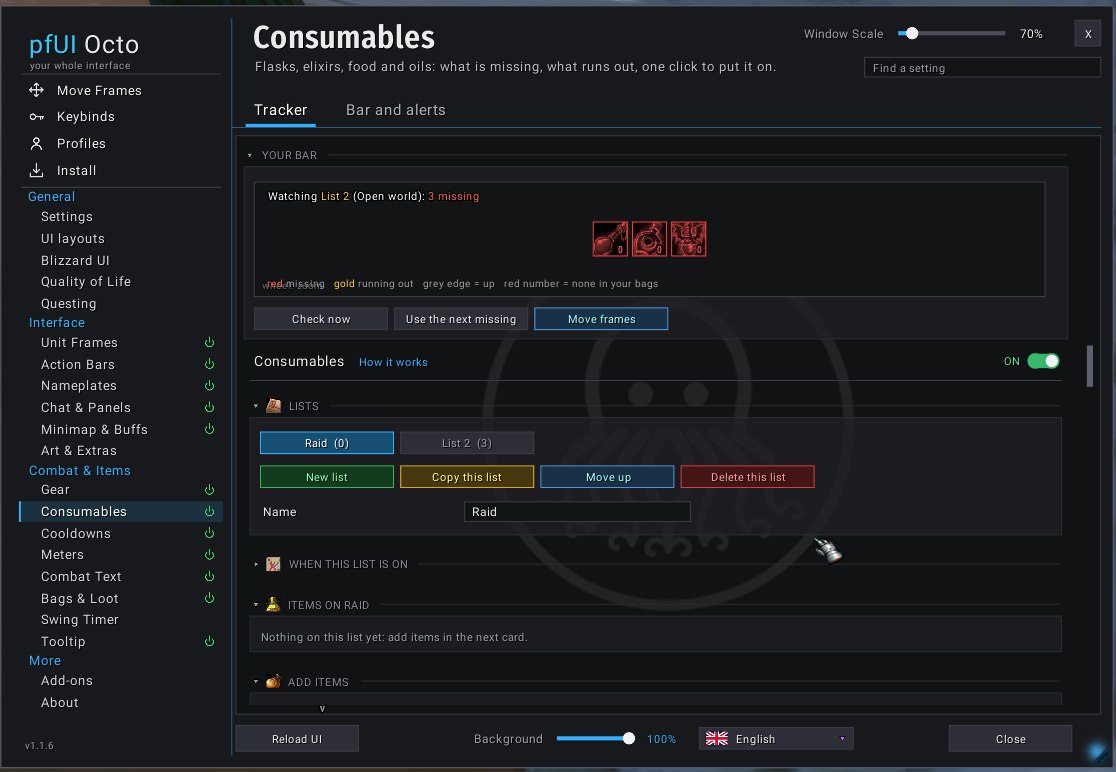 pfUI Octo
your whole interface
Move Frames
Keybinds
Profiles
Install
General
Settings
UI layouts
Blizzard UI
Quality of Life
Questing
Interface
Unit Frames
Action Bars
Nameplates
Chat & Panels
Minimap & Buffs
Art & Extras
Combat & Items
Gear
Consumables
Cooldowns
Meters
Combat Text
Bags & Loot
Swing Timer
Tooltip
More
Add-ons
About
v1.1.6
Consumables
Window Scale 70% X
Flasks, elixirs, food and oils: what is missing, what runs out, one click to put it on.
Find a setting
Tracker Bar and alerts
YOUR BAR
Watching List 2 (Open world): 3 missing
0 0 0
red missing gold running out grey edge = up red number = none in your bags
Check now Use the next missing Move frames
Consumables How it works ON
LISTS
Raid (0) List 2 (3)
New list Copy this list Move up Delete this list
Name Raid
WHEN THIS LIST IS ON
ITEMS ON RAID
Nothing on this list yet: add items in the next card.
ADD ITEMS
v
Reload UI Background 100% English Close